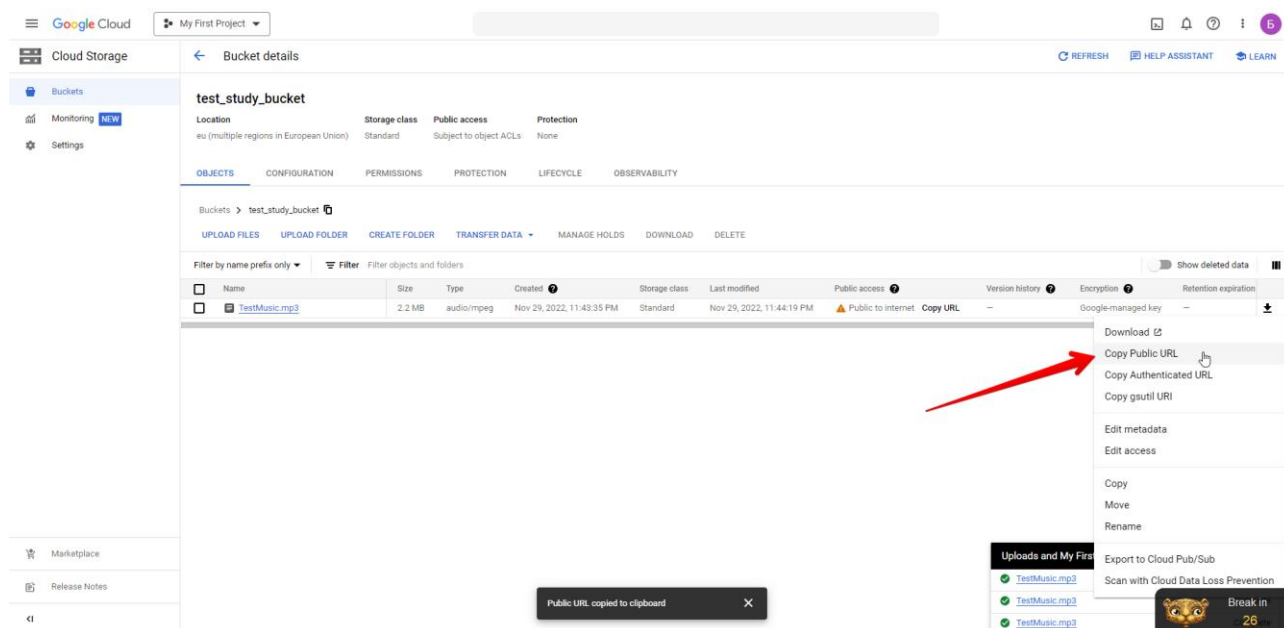 Google Cloud My First Project Б
Cloud Storage
Bucket details
REFRESH HELP ASSISTANT LEARN
Buckets
Monitoring NEW
Settings
test_study_bucket
Location Storage class Public access Protection
eu (multiple regions in European Union) Standard Subject to object ACLs None
OBJECTS CONFIGURATION PERMISSIONS PROTECTION LIFECYCLE OBSERVABILITY
Buckets > test_study_bucket
UPLOAD FILES UPLOAD FOLDER CREATE FOLDER TRANSFER DATA MANAGE HOLDS DOWNLOAD DELETE
Filter by name prefix only Filter Filter objects and folders Show deleted data
Name Size Type Created Storage class Last modified Public access Version history Encryption Retention expiration
TestMusic.mp3 2.2 MB audio/mpeg Nov 29, 2022, 11:43:35 PM Standard Nov 29, 2022, 11:44:19 PM Public to internet Copy URL — Google-managed key —
Download
Copy Public URL
Copy Authenticated URL
Copy gsutil URI
Edit metadata
Edit access
Copy
Move
Rename
Export to Cloud Pub/Sub
Scan with Cloud Data Loss Prevention
Marketplace
Release Notes
Public URL copied to clipboard
Uploads and My First
TestMusic.mp3
TestMusic.mp3
TestMusic.mp3
Break in
26